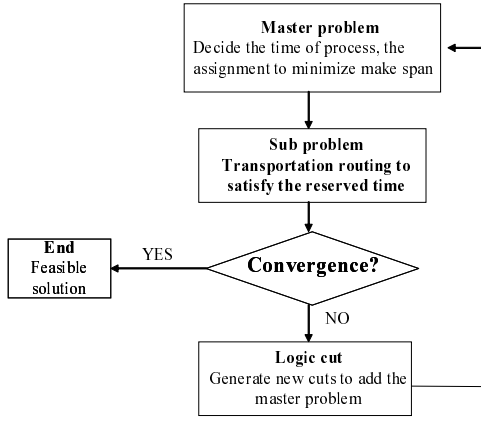 Master problem
Decide the time of process, the
assignment to minimize make span
Sub problem
Transportation routing to
satisfy the reserved time
Convergence?
YES
End
Feasible
solution
NO
Logic cut
Generate new cuts to add the
master problem